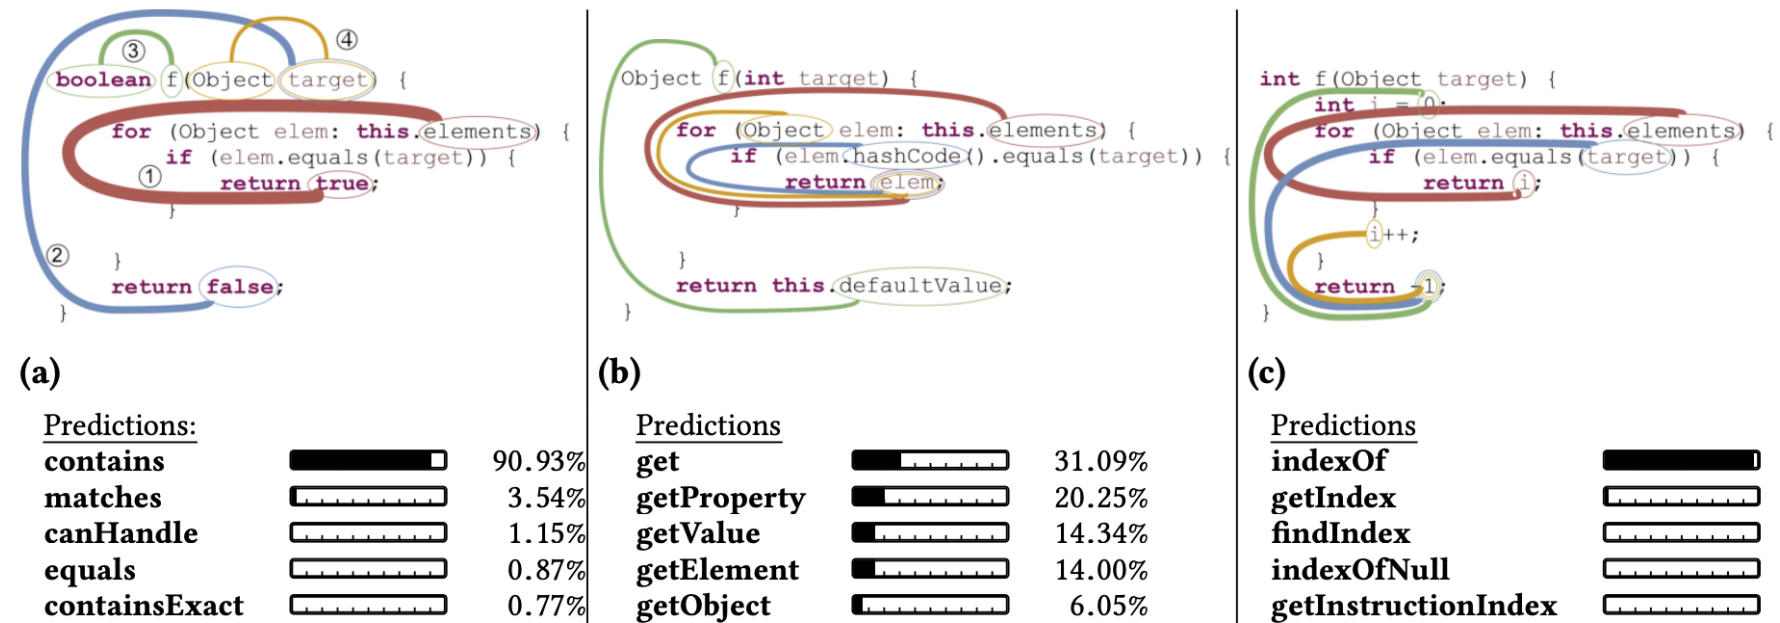 ③
④
boolean f(Object target) {
for (Object elem: this.elements) {
if (elem.equals(target)) {
①
return true;
}
②
}
return false;
}
(a)
Predictions:
contains 90.93%
matches 3.54%
canHandle 1.15%
equals 0.87%
containsExact 0.77%
Object f(int target) {
for (Object elem: this.elements) {
if (elem.hashCode().equals(target)) {
return elem;
}
}
return this.defaultValue;
}
(b)
Predictions
get 31.09%
getProperty 20.25%
getValue 14.34%
getElement 14.00%
getObject 6.05%
int f(Object target) {
int i = 0;
for (Object elem: this.elements) {
if (elem.equals(target)) {
return i;
}
i++;
}
return -1;
}
(c)
Predictions
indexOf
getIndex
findIndex
indexOfNull
getInstructionIndex